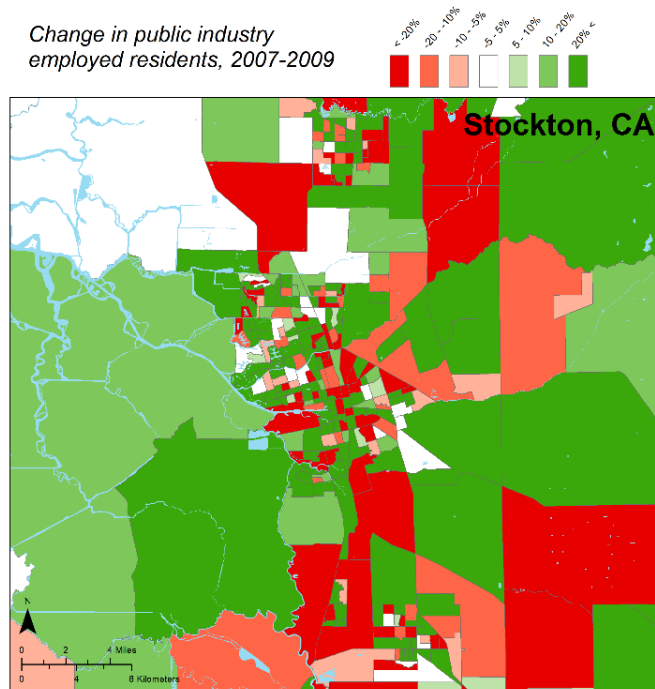 Change in public industry
employed residents, 2007-2009
< -20%
-20 - -10%
-10 - -5%
-5 - 5%
5 - 10%
10 - 20%
20% <
Stockton, CA
N
0 2 4 Miles
0 4 8 Kilometers